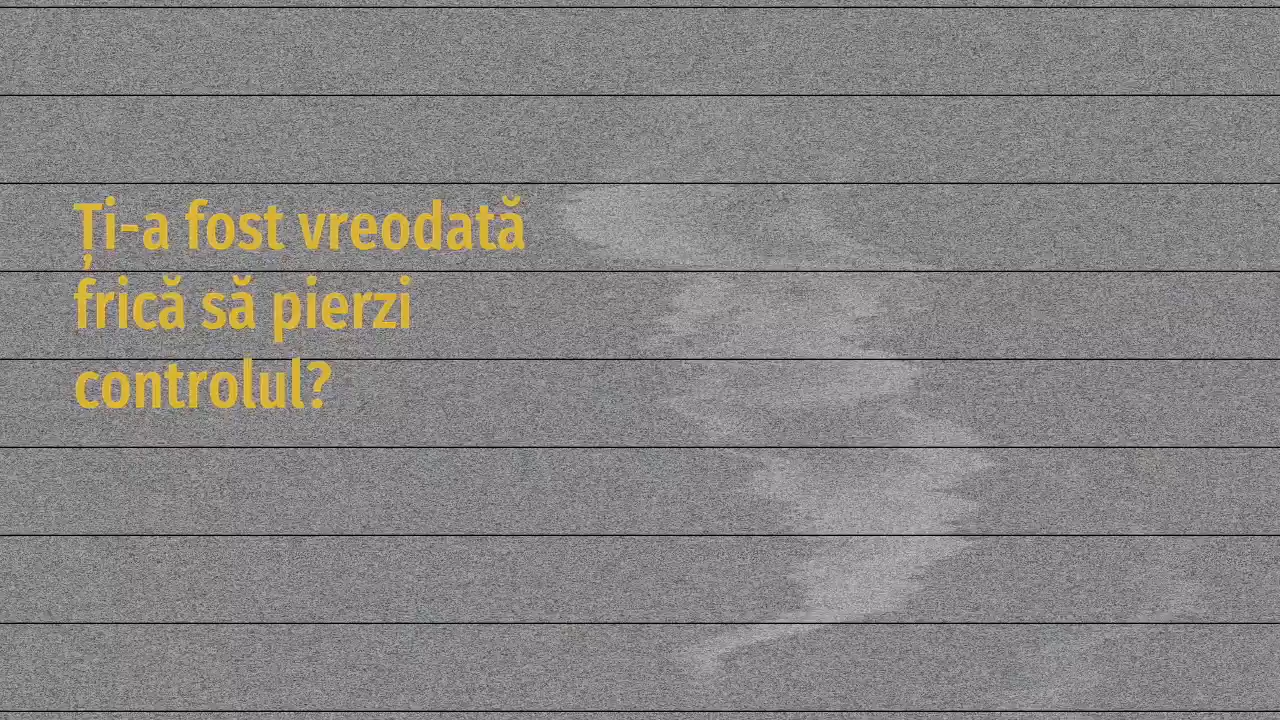 Ți-a fost vreodată
frică să pierzi
controlul?